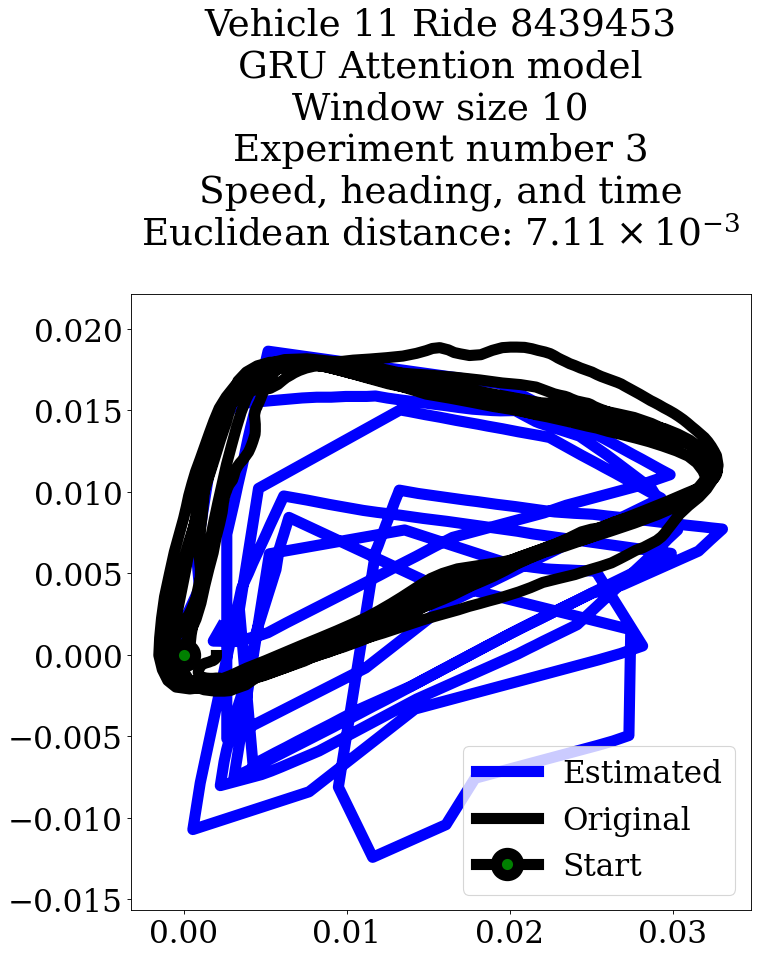 Vehicle 11 Ride 8439453
GRU Attention model
Window size 10
Experiment number 3
Speed, heading, and time
Euclidean distance: 7.11 × 10⁻³
0.020
0.015
0.010
0.005
0.000
−0.005
−0.010
−0.015
Estimated
Original
Start
0.00 0.01 0.02 0.03